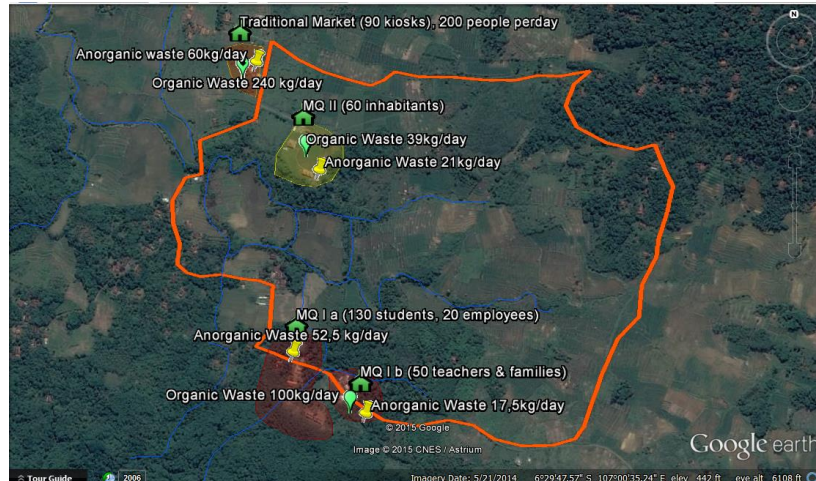 N
Traditional Market (90 kiosks), 200 people perday
Anorganic waste 60kg/day
Organic Waste 240 kg/day
MQ II (60 inhabitants)
Organic Waste 39kg/day
Anorganic Waste 21kg/day
MQ I a (130 students, 20 employees)
Anorganic Waste 52,5 kg/day
MQ I b (50 teachers & families)
Organic Waste 100kg/day
Anorganic Waste 17,5kg/day
© 2015 Google
Image © 2015 CNES / Astrium
Google earth
Tour Guide
2006
Imagery Date: 5/21/2014 6°29'47.57" S 107°00'35.24" E elev 442 ft eye alt 6108 ft